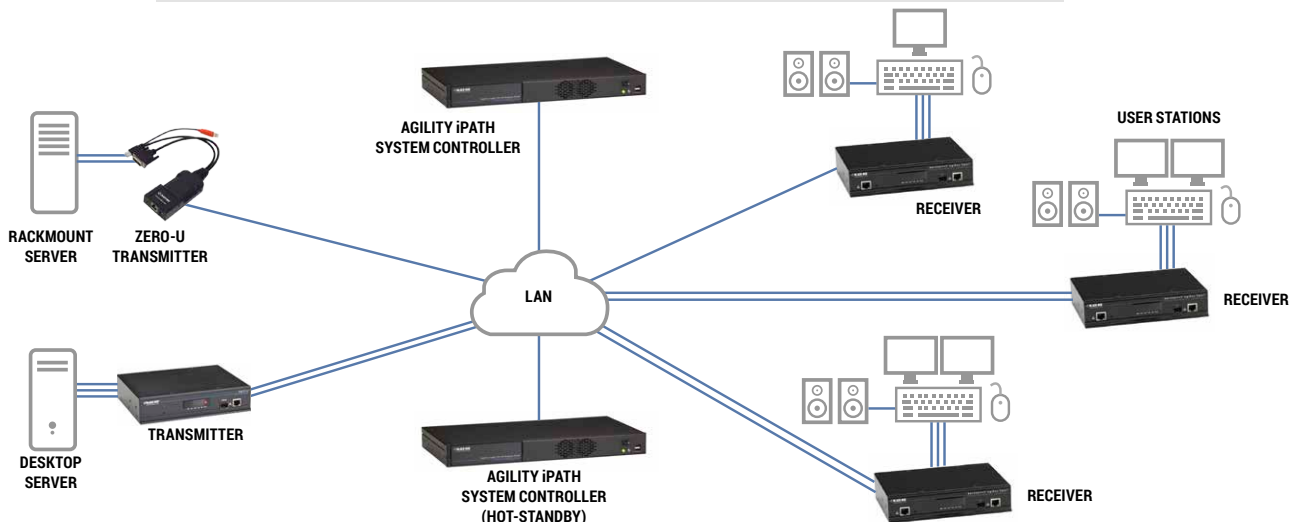 AGILITY iPATH
SYSTEM CONTROLLER
USER STATIONS
RECEIVER
RACKMOUNT
SERVER
ZERO-U
TRANSMITTER
LAN
RECEIVER
TRANSMITTER
DESKTOP
SERVER
AGILITY iPATH
SYSTEM CONTROLLER
(HOT-STANDBY)
RECEIVER